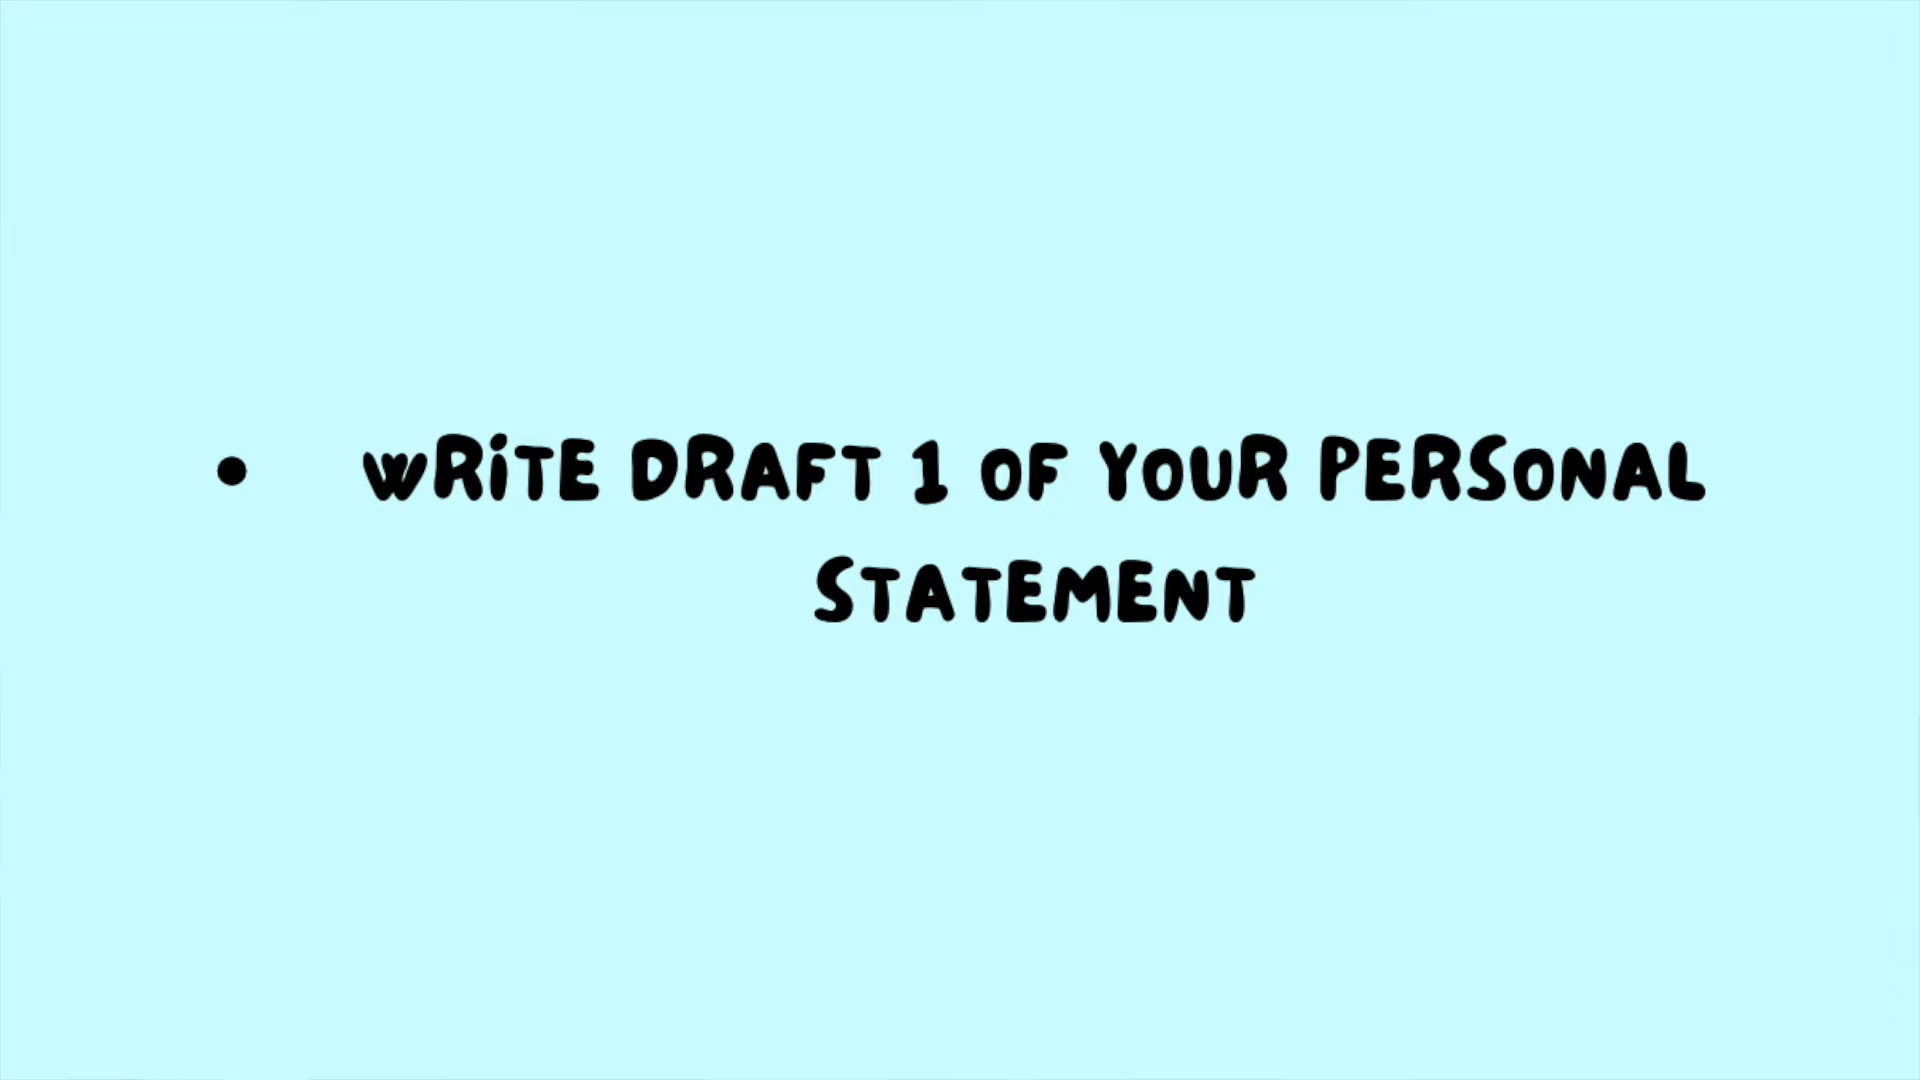 • WRITE DRAFT 1 OF YOUR PERSONAL
STATEMENT